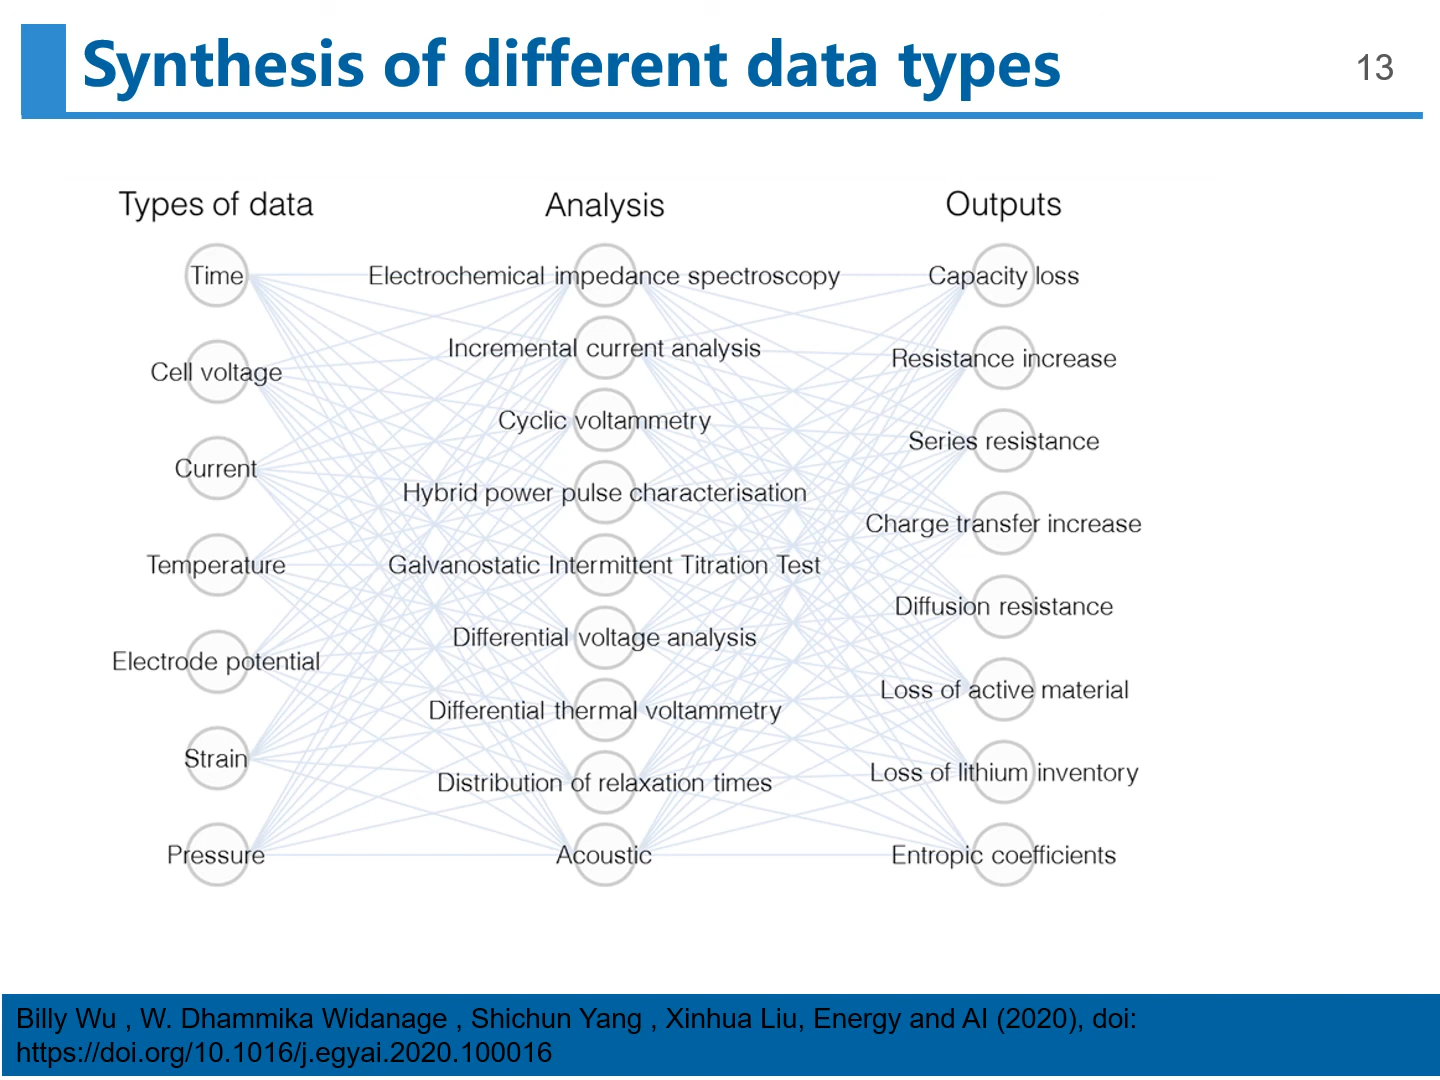 Synthesis of different data types
13
Types of data
Analysis
Outputs
Time
Cell voltage
Current
Temperature
Electrode potential
Strain
Pressure
Electrochemical impedance spectroscopy
Incremental current analysis
Cyclic voltammetry
Hybrid power pulse characterisation
Galvanostatic Intermittent Titration Test
Differential voltage analysis
Differential thermal voltammetry
Distribution of relaxation times
Acoustic
Capacity loss
Resistance increase
Series resistance
Charge transfer increase
Diffusion resistance
Loss of active material
Loss of lithium inventory
Entropic coefficients
Billy Wu , W. Dhammika Widanage , Shichun Yang , Xinhua Liu, Energy and AI (2020), doi:
https://doi.org/10.1016/j.egyai.2020.100016